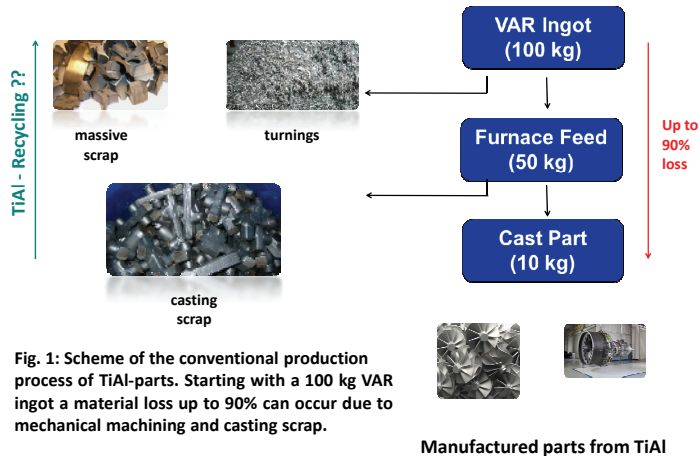 VAR Ingot
(100 kg)
TiAl - Recycling ??
massive
scrap
turnings
Furnace Feed
(50 kg)
Up to
90%
loss
Cast Part
(10 kg)
casting
scrap
Fig. 1: Scheme of the conventional production
process of TiAl-parts. Starting with a 100 kg VAR
ingot a material loss up to 90% can occur due to
mechanical machining and casting scrap.
Manufactured parts from TiAl